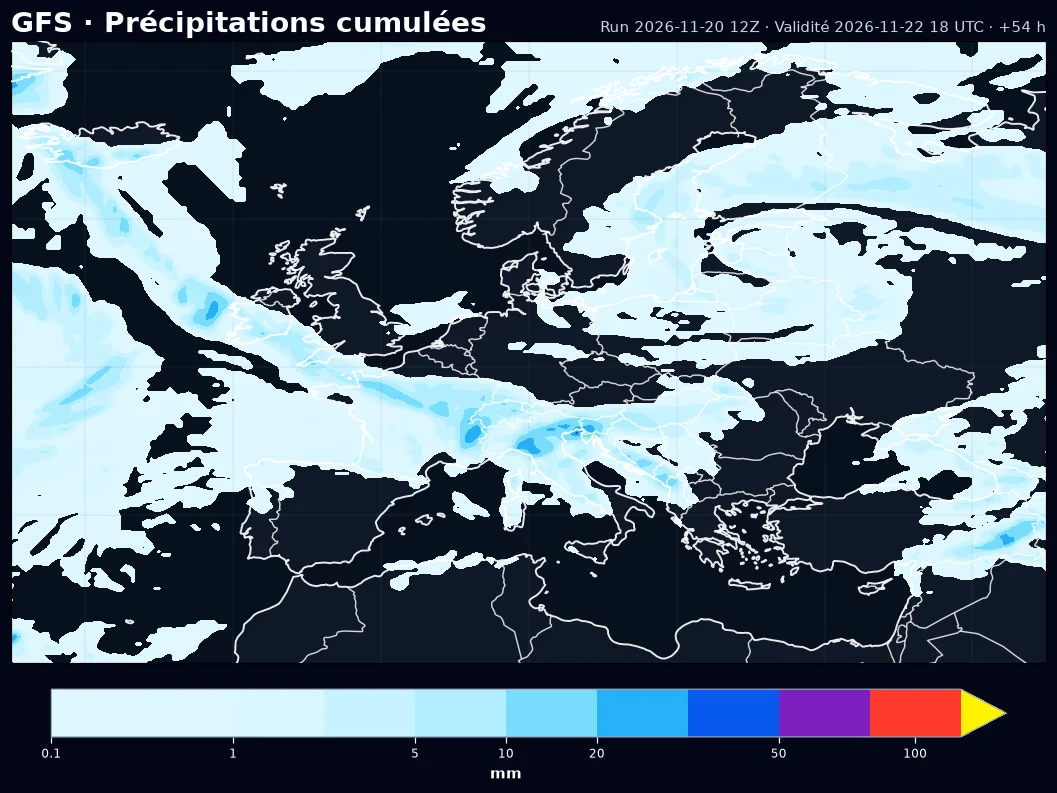 GFS · Précipitations cumulées
Run 2026-11-20 12Z · Validité 2026-11-22 18 UTC · +54 h
0.1 1 5 10 20 50 100
mm